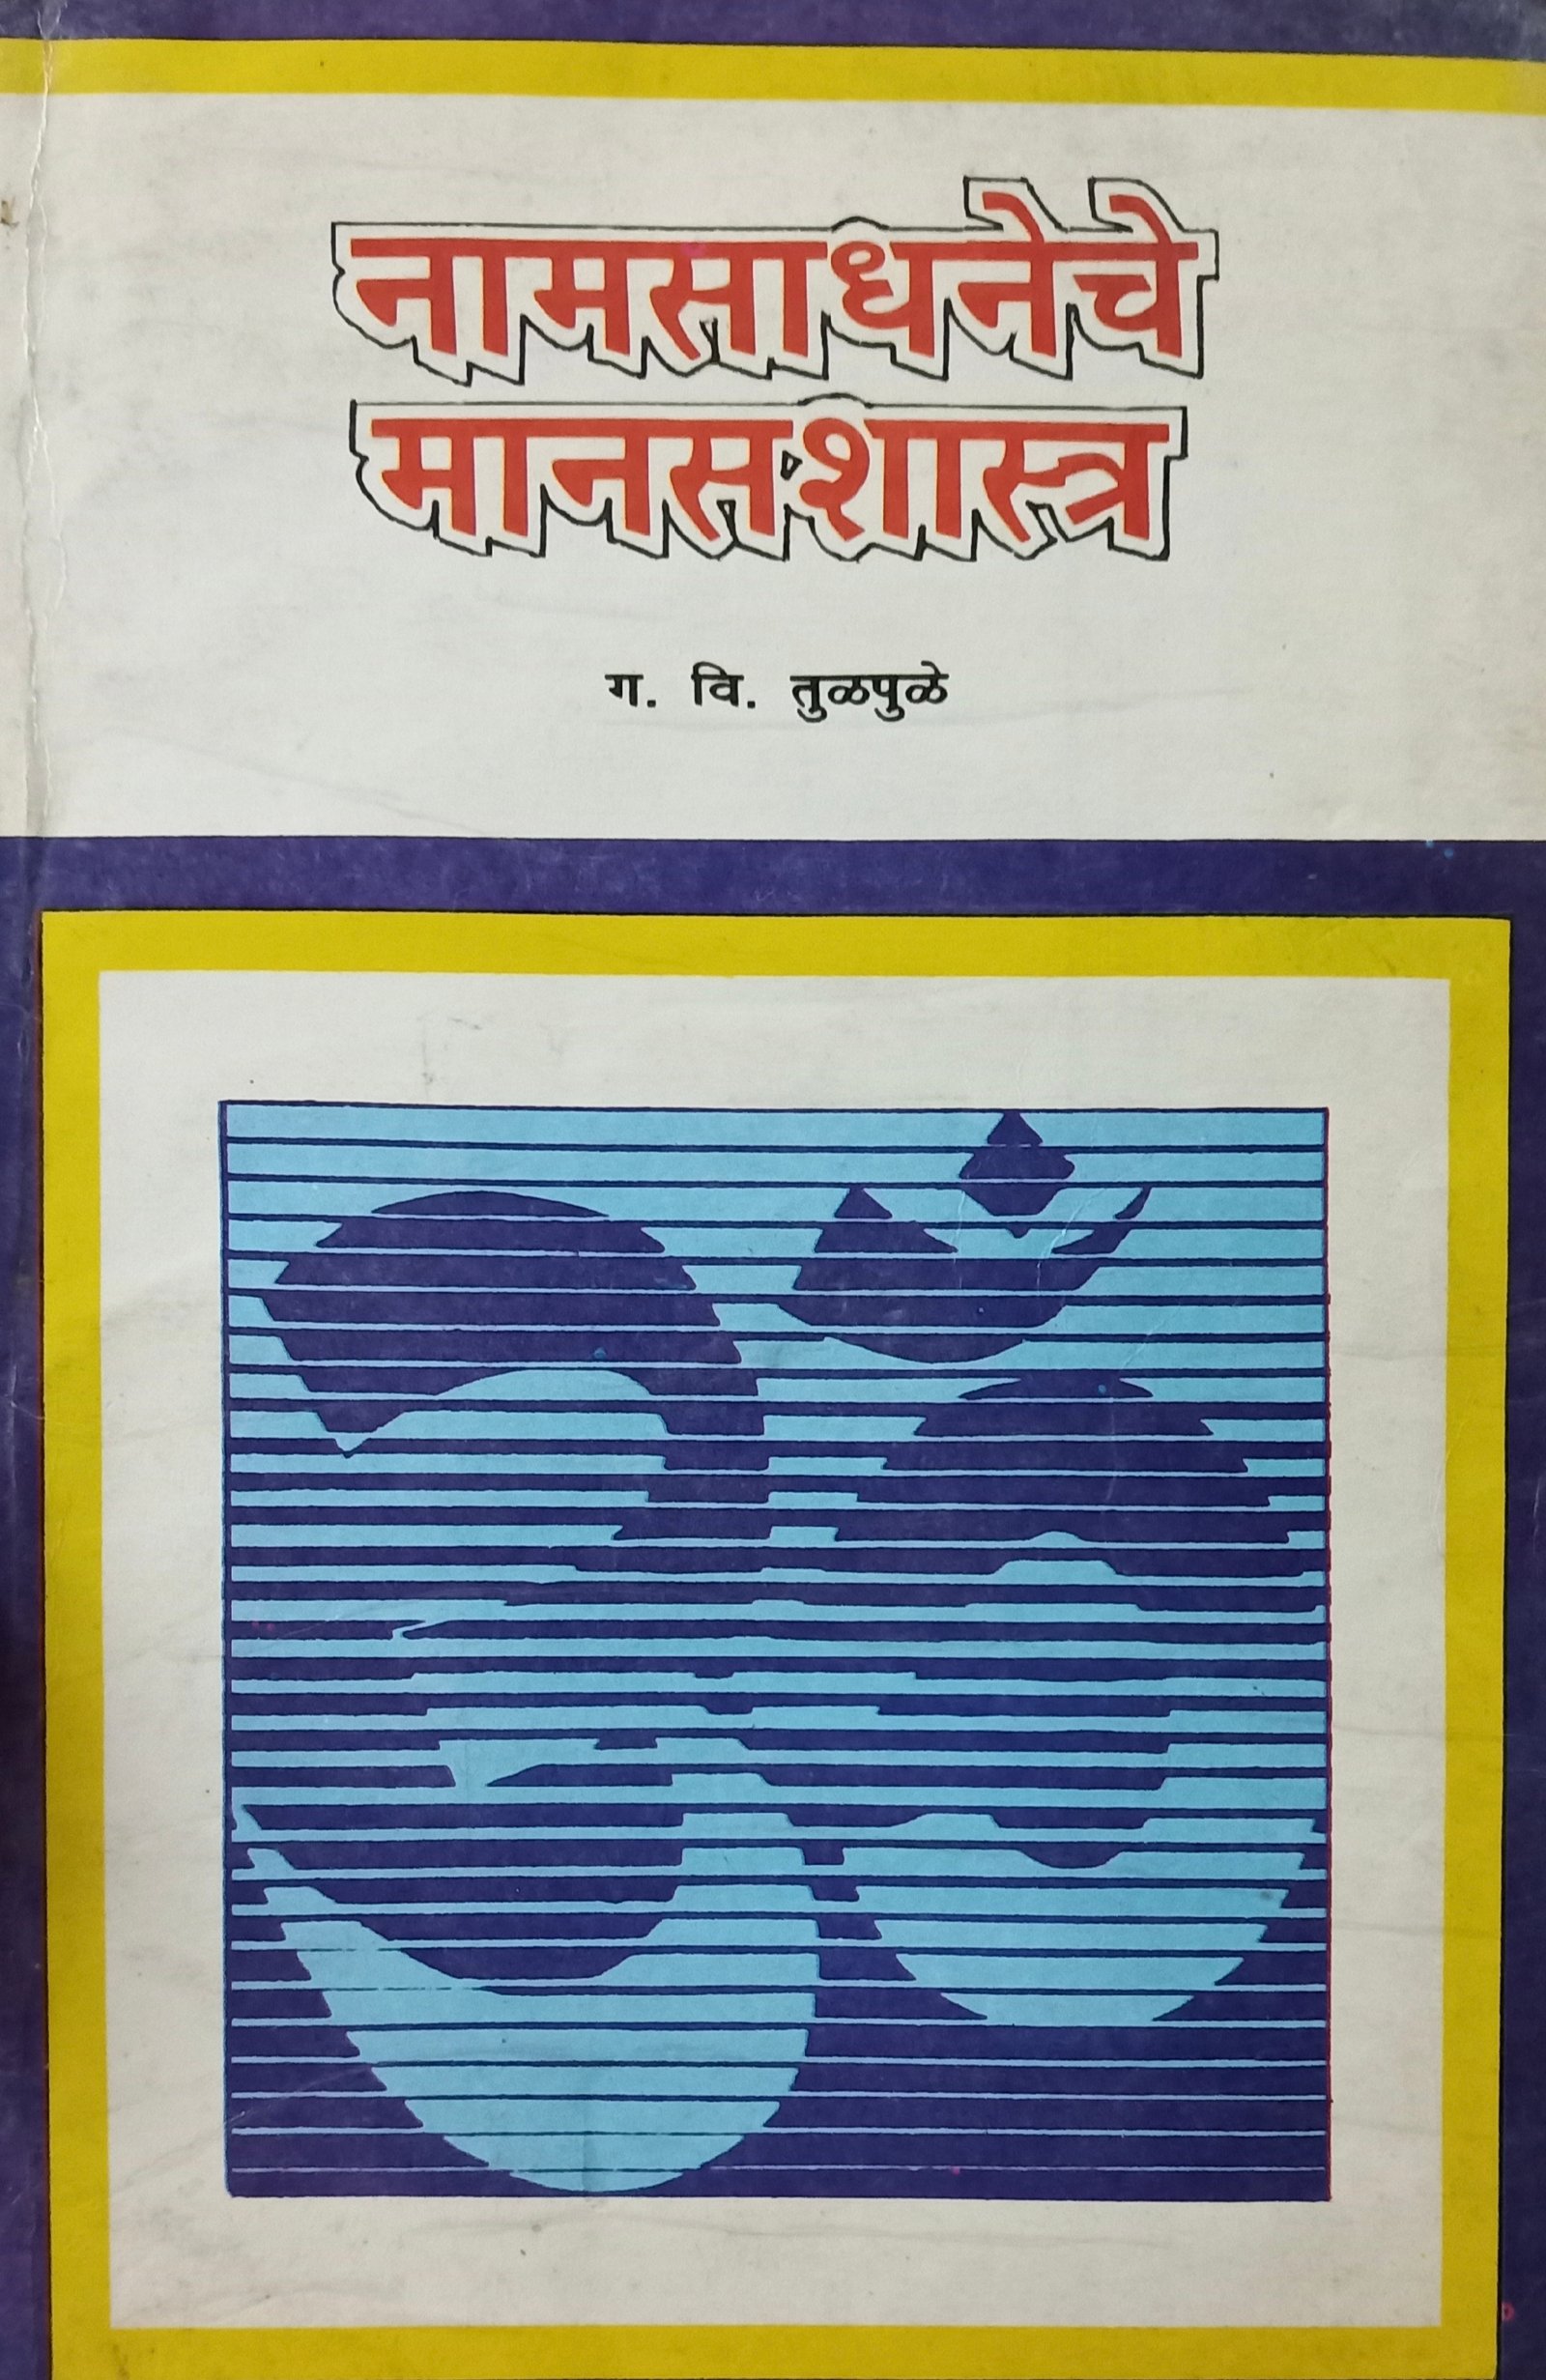 नामसाधनेचे
मानसशास्त्र
ग. वि. तुळपुळे